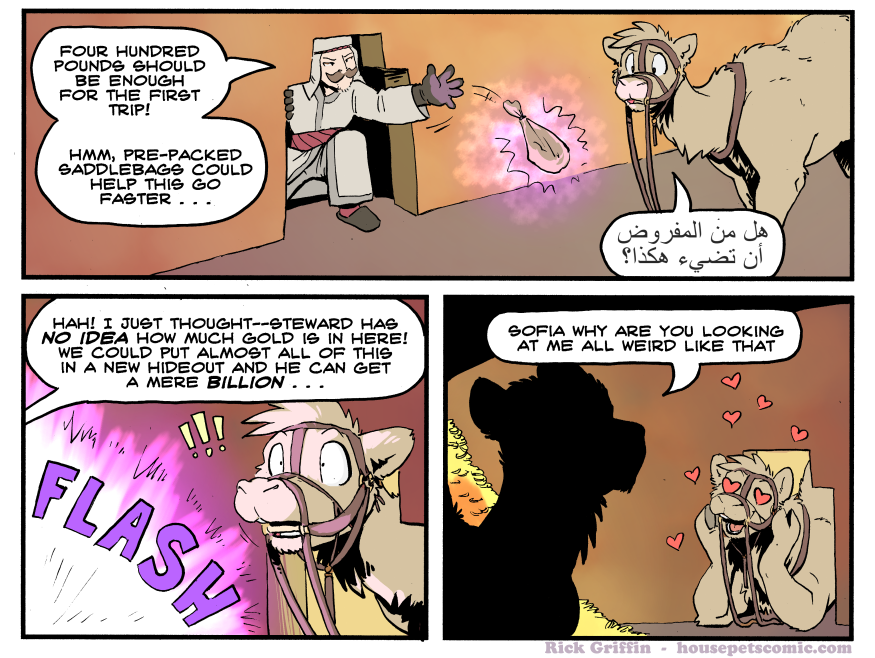 FOUR HUNDRED
POUNDS SHOULD
BE ENOUGH
FOR THE FIRST
TRIP!
HMM, PRE-PACKED
SADDLEBAGS COULD
HELP THIS GO
FASTER . . .
هل من المفروض
أن تضيء هكذا؟
HAH! I JUST THOUGHT--STEWARD HAS
NO IDEA HOW MUCH GOLD IS IN HERE!
WE COULD PUT ALMOST ALL OF THIS
IN A NEW HIDEOUT AND HE CAN GET
A MERE BILLION . . .
!!!
FLASH
SOFIA WHY ARE YOU LOOKING
AT ME ALL WEIRD LIKE THAT
Rick Griffin - housepetscomic.com